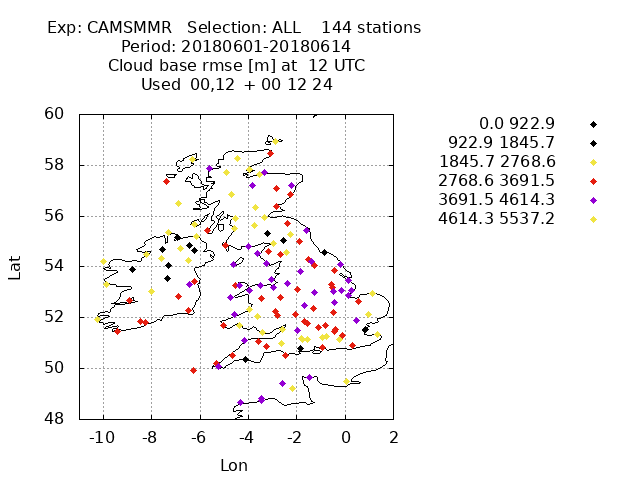 Exp: CAMSMMR   Selection: ALL    144 stations
Period: 20180601-20180614
Cloud base rmse [m] at  12 UTC
Used  00,12  + 00 12 24
0.0 922.9
922.9 1845.7
1845.7 2768.6
2768.6 3691.5
3691.5 4614.3
4614.3 5537.2
60
58
56
54
52
50
48
Lat
-10 -8 -6 -4 -2 0 2
Lon